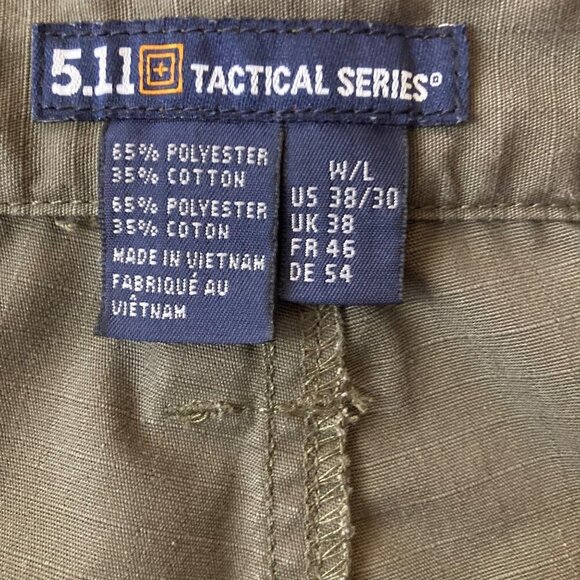 5.11 TACTICAL SERIES®
65% POLYESTER
35% COTTON
65% POLYESTER
35% COTON
MADE IN VIETNAM
FABRIQUÉ AU
VIÊTNAM
W/L
US 38/30
UK 38
FR 46
DE 54